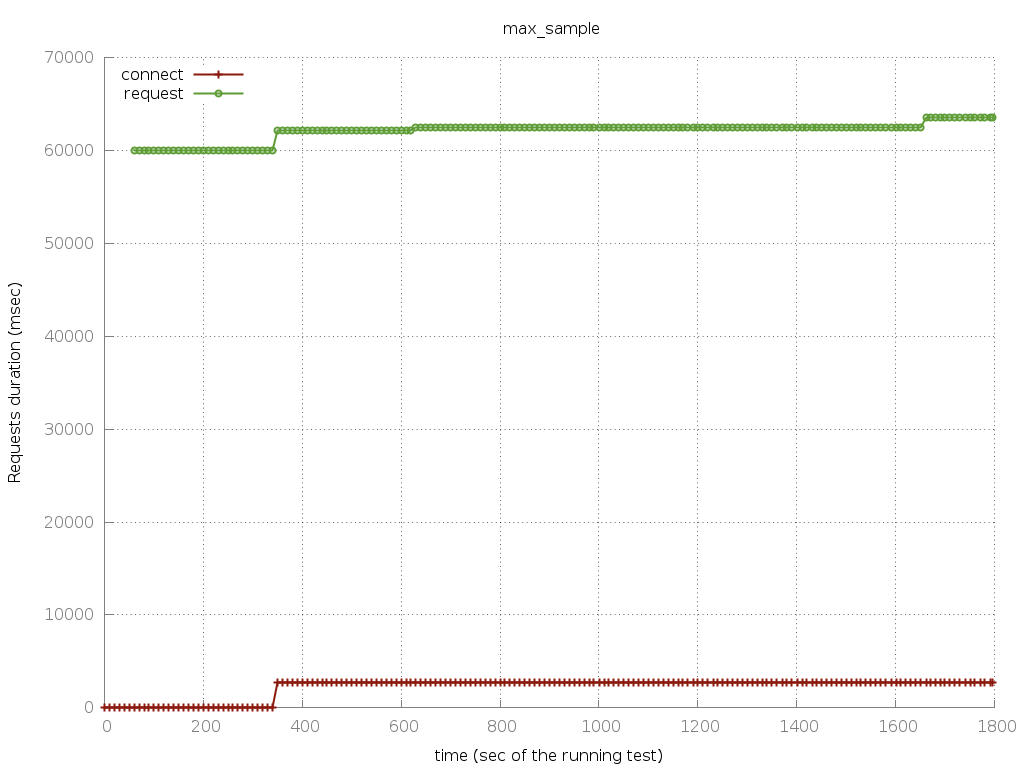 max_sample
connect
request
70000
60000
50000
40000
30000
20000
10000
0
Requests duration (msec)
0 200 400 600 800 1000 1200 1400 1600 1800
time (sec of the running test)